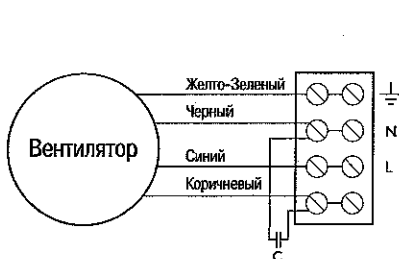 Желто-Зеленый
Черный
N
Вентилятор
Синий
L
Коричневый
C